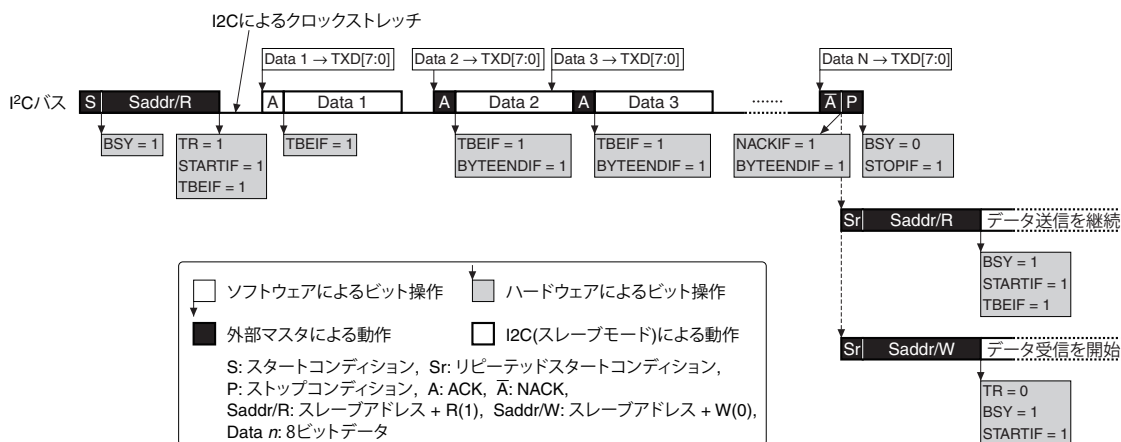 I2Cによるクロックストレッチ
Data 1 → TXD[7:0]
Data 2 → TXD[7:0]
Data 3 → TXD[7:0]
Data N → TXD[7:0]
I²Cバス
S
Saddr/R
A
Data 1
A
Data 2
A
Data 3
········
A̅
P
BSY = 1
TR = 1
STARTIF = 1
TBEIF = 1
TBEIF = 1
TBEIF = 1
BYTEENDIF = 1
TBEIF = 1
BYTEENDIF = 1
NACKIF = 1
BYTEENDIF = 1
BSY = 0
STOPIF = 1
Sr
Saddr/R
データ送信を継続
BSY = 1
STARTIF = 1
TBEIF = 1
Sr
Saddr/W
データ受信を開始
TR = 0
BSY = 1
STARTIF = 1
ソフトウェアによるビット操作
ハードウェアによるビット操作
外部マスタによる動作
I2C(スレーブモード)による動作
S: スタートコンディション, Sr: リピーテッドスタートコンディション,
P: ストップコンディション, A: ACK, A̅: NACK,
Saddr/R: スレーブアドレス + R(1), Saddr/W: スレーブアドレス + W(0),
Data n: 8ビットデータ